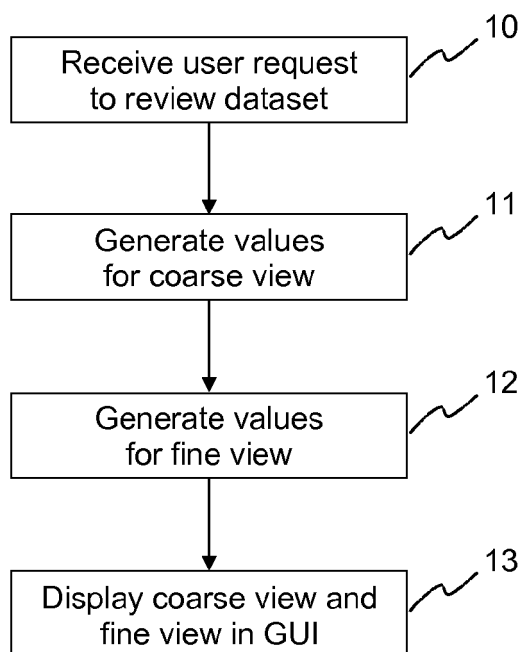 10
Receive user request
to review dataset
11
Generate values
for coarse view
12
Generate values
for fine view
13
Display coarse view and
fine view in GUI